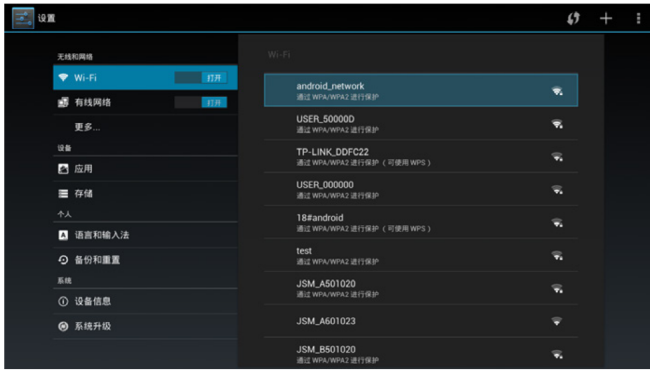 设置
无线和网络
Wi-Fi 打开
有线网络 打开
更多...
设备
应用
存储
个人
语言和输入法
备份和重置
系统
设备信息
系统升级
Wi-Fi
android_network
通过 WPA/WPA2 进行保护
USER_50000D
通过 WPA/WPA2 进行保护
TP-LINK_DDFC22
通过 WPA/WPA2 进行保护 （可使用 WPS）
USER_000000
通过 WPA/WPA2 进行保护
18#android
通过 WPA/WPA2 进行保护 （可使用 WPS）
test
通过 WPA/WPA2 进行保护
JSM_A501020
通过 WPA/WPA2 进行保护
JSM_A601023
JSM_B501020
通过 WPA/WPA2 进行保护